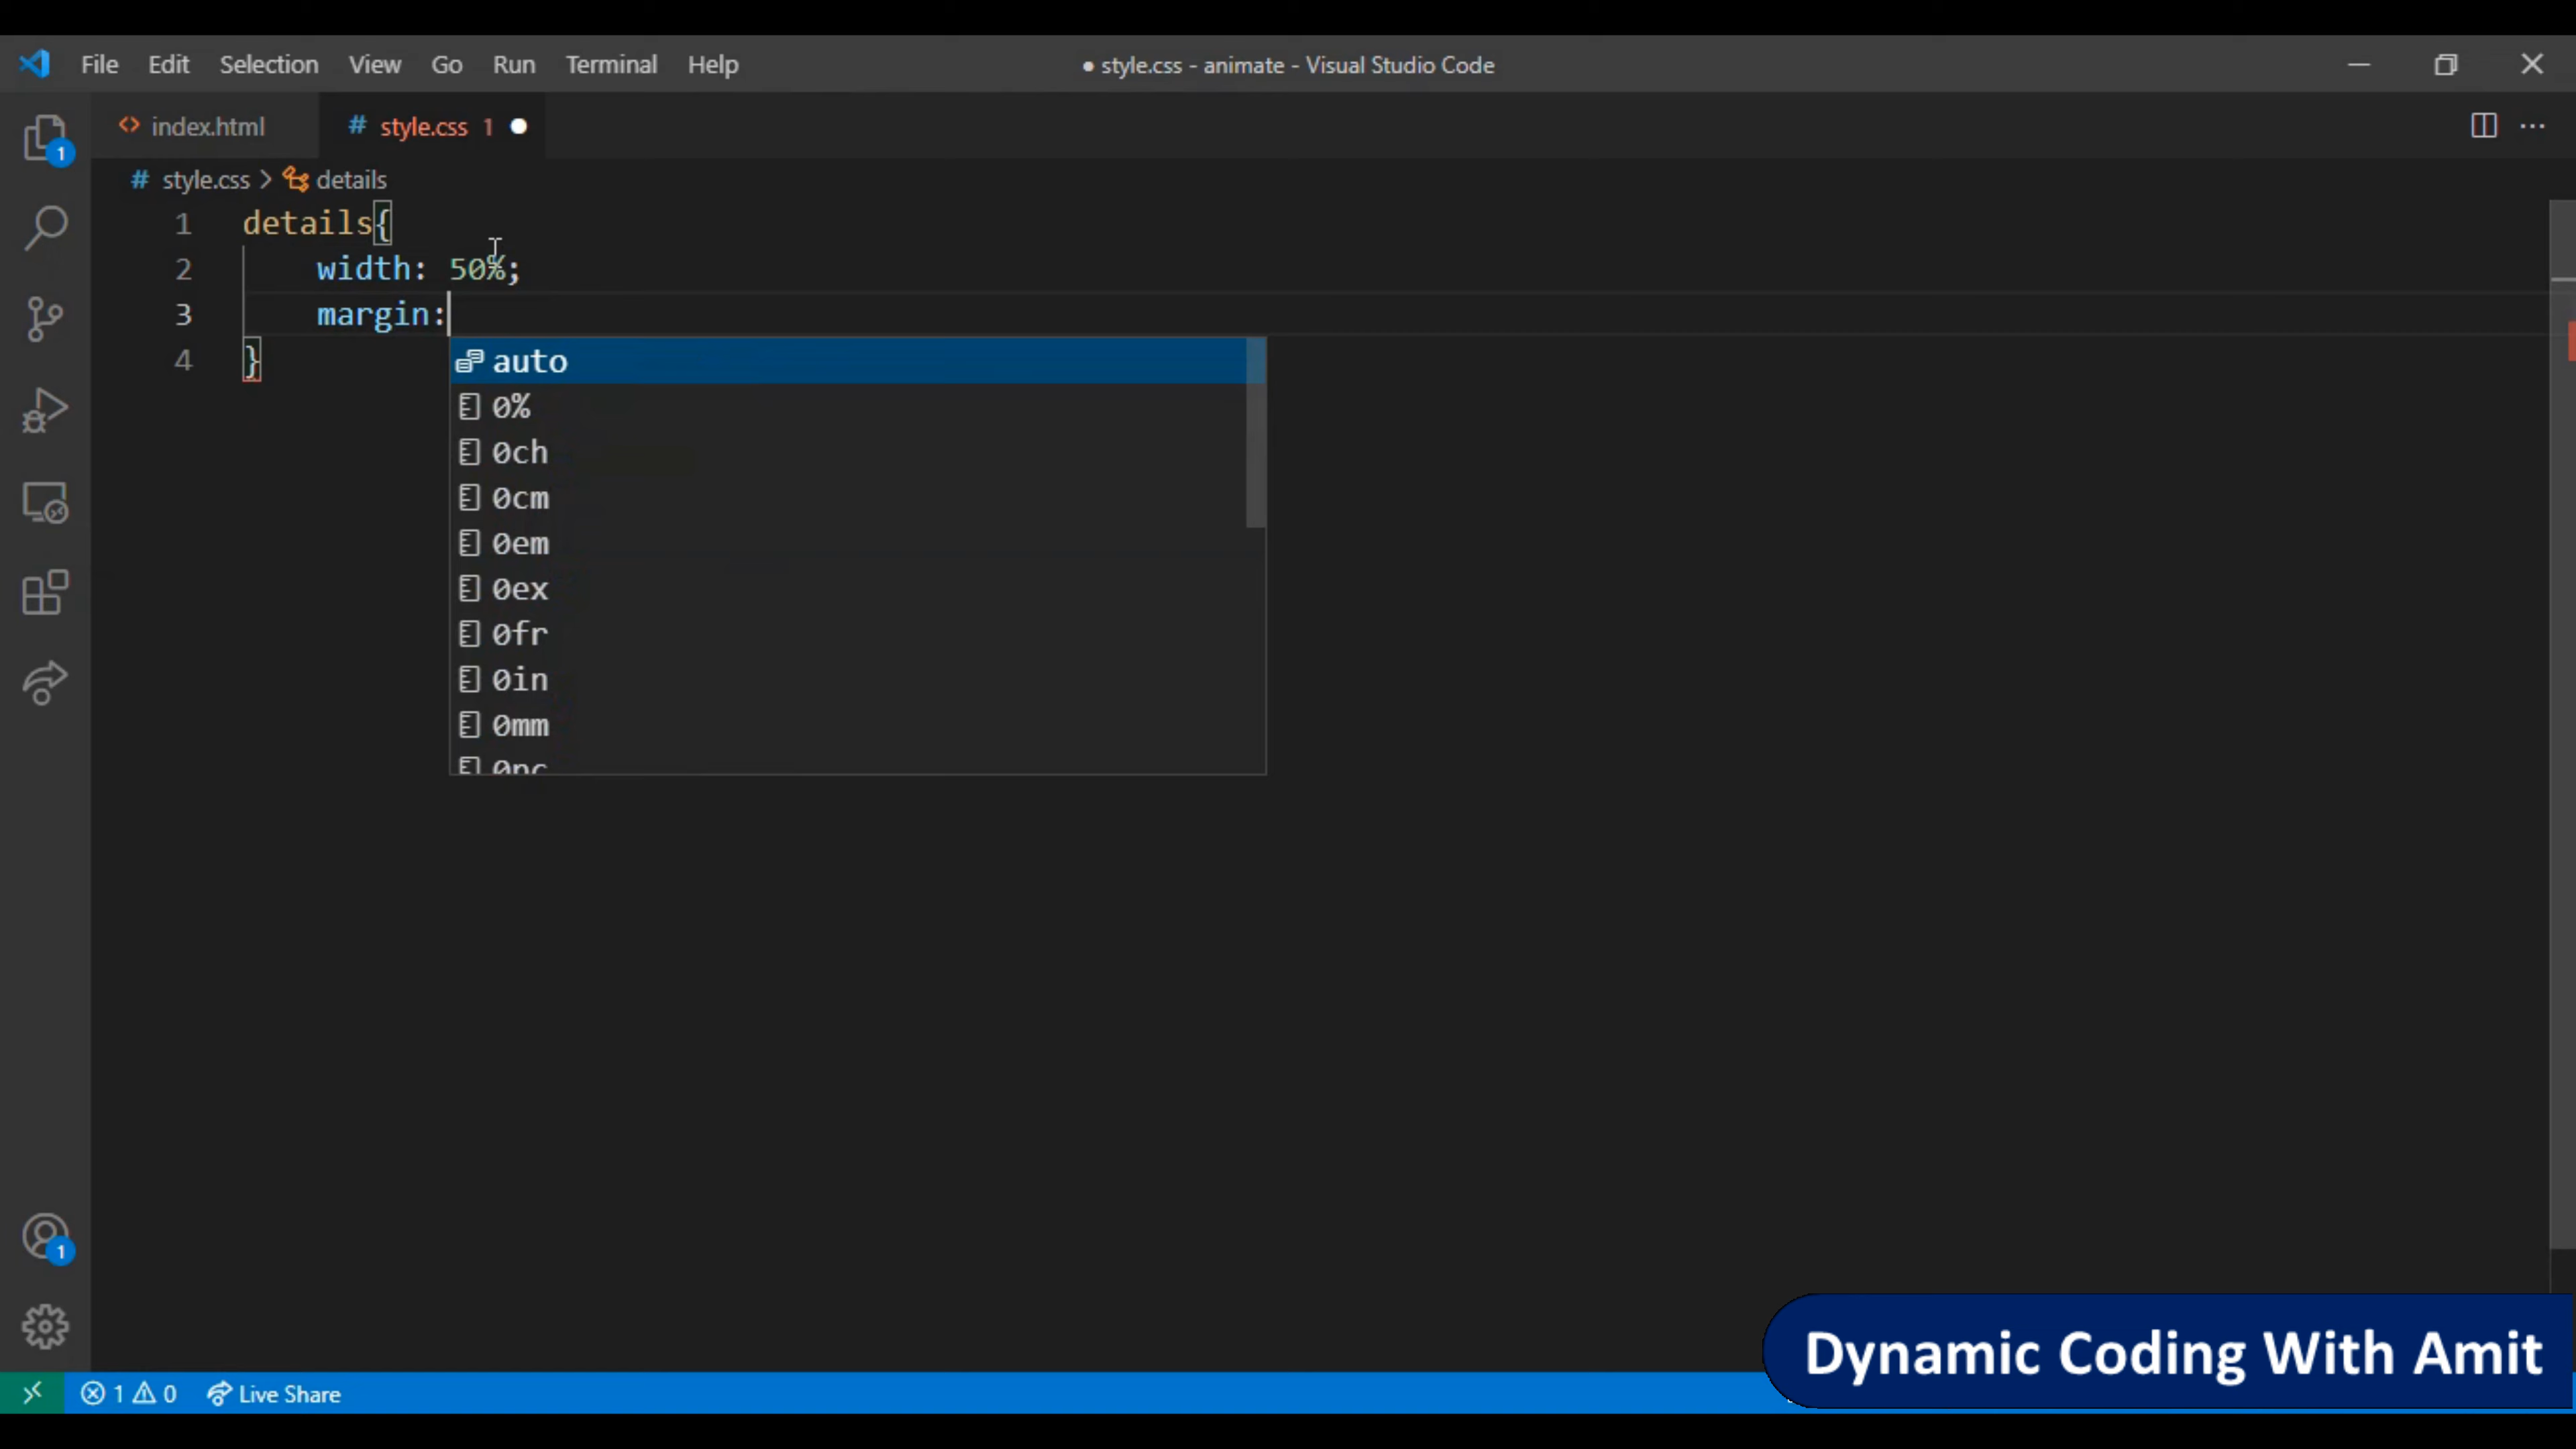 File Edit Selection View Go Run Terminal Help
● style.css - animate - Visual Studio Code
index.html
# style.css 1 ●
1
# style.css > details
1 details{
2 width: 50%;
3 margin:
4 }
auto
0%
0ch
0cm
0em
0ex
0fr
0in
0mm
0pc
1
Dynamic Coding With Amit
1 0 Live Share